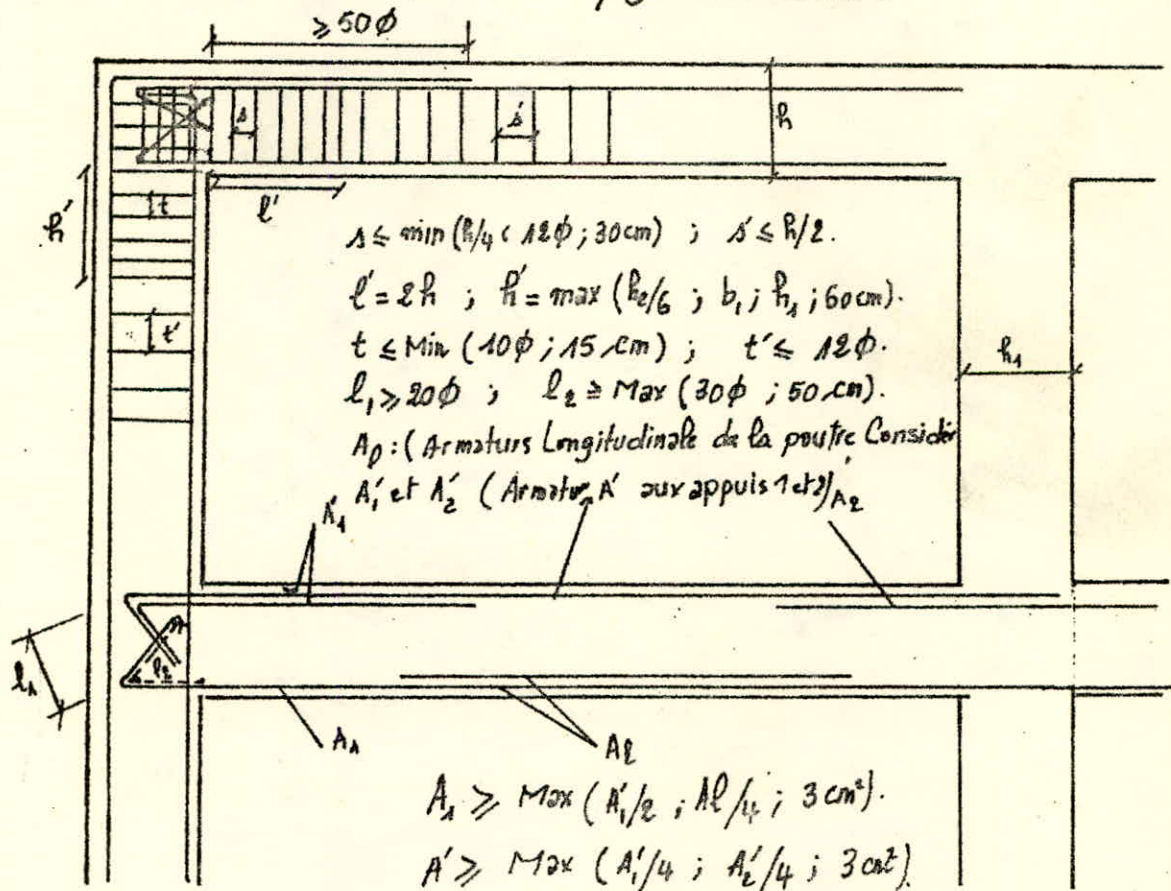 ≥50ϕ
h
s
s'
h'
t
l'
t'
s ≤ min (h/4 < 12ϕ ; 30cm) ; s' ≤ h/2.
l' = 2h ; h' = max (he/6 ; b₁ ; h₁ ; 60cm).
t ≤ Min (10ϕ ; 15 cm) ; t' ≤ 12ϕ.
h₁
l₁ ≥ 20ϕ ; l₂ ≥ Max (30ϕ ; 50 cm).
Aℓ : ( Armaturs Longitudinale de la poutre Considér
A'₁ et A'₂ ( Armatur A' aux appuis 1 et 2)
A'₁
A'₂
l₂
l₁
A₁
Aℓ
A₁ ≥ Max ( A'₁/2 ; Aℓ/4 ; 3 cm²).
A' ≥ Max ( A'₁/4 ; A'₂/4 ; 3 cm²)